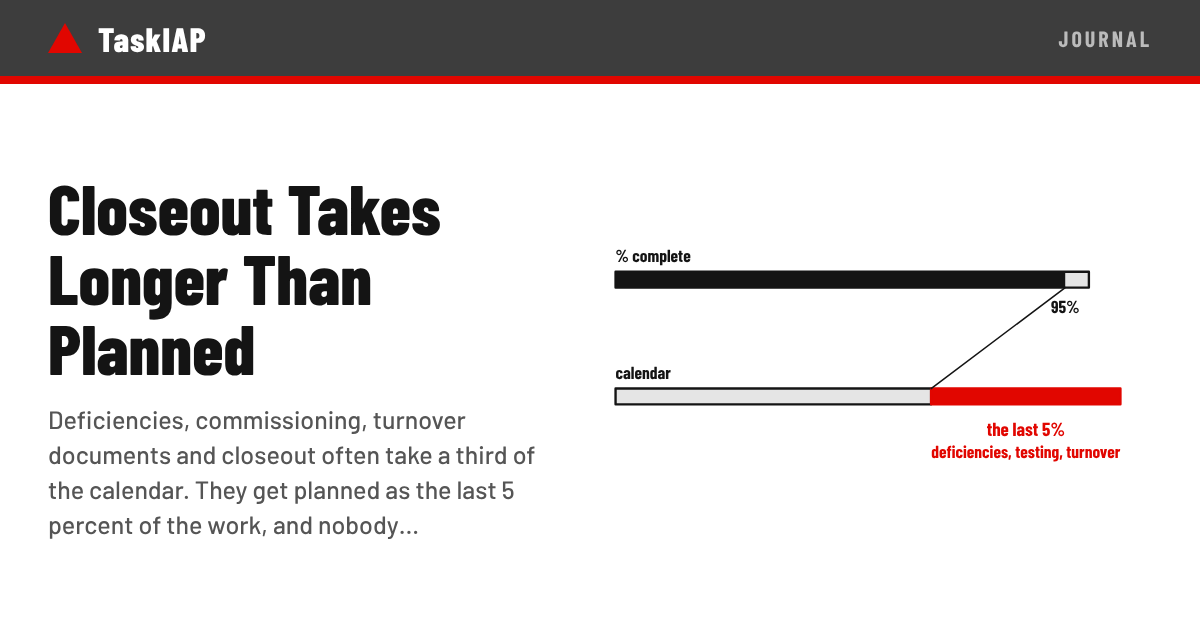 TaskIAP
JOURNAL
Closeout Takes
Longer Than
Planned
Deficiencies, commissioning, turnover
documents and closeout often take a third of
the calendar. They get planned as the last 5
percent of the work, and nobody...
% complete
95%
calendar
the last 5%
deficiencies, testing, turnover